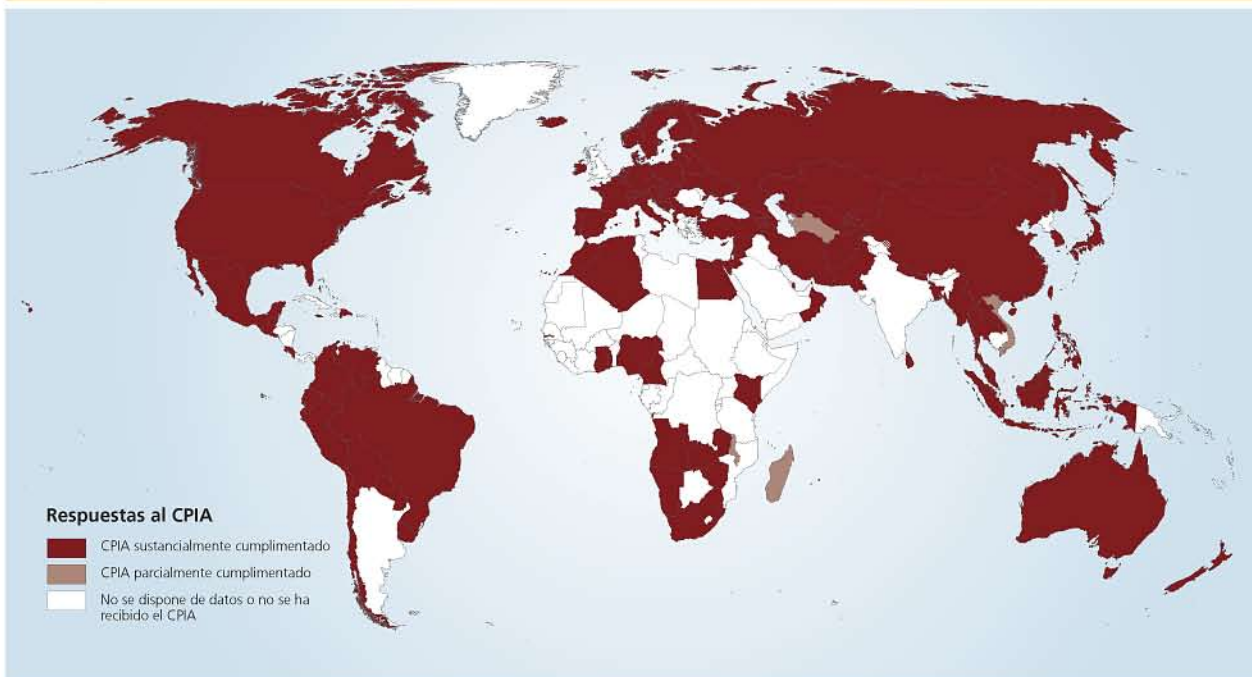 Respuestas al CPIA
CPIA sustancialmente cumplimentado
CPIA parcialmente cumplimentado
No se dispone de datos o no se ha
recibido el CPIA